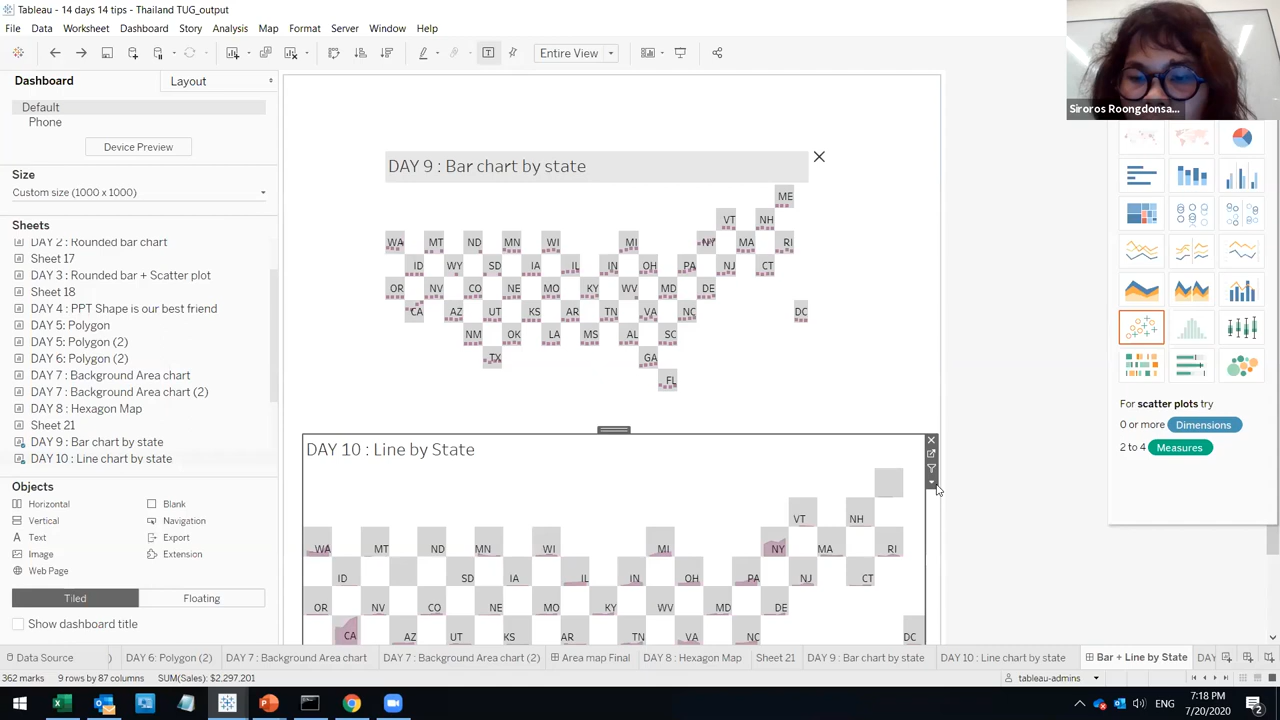 Tableau - 14 days 14 tips - Thailand TUG_output
File Data Worksheet Dashboard Story Analysis Map Format Server Window Help
Entire View
Siroros Roongdonsa...
Dashboard Layout
Default
Phone
Device Preview
Size
Custom size (1000 x 1000)
Sheets
DAY 2 : Rounded bar chart
Sheet 17
DAY 3 : Rounded bar + Scatter plot
Sheet 18
DAY 4 : PPT Shape is our best friend
DAY 5: Polygon
DAY 5: Polygon (2)
DAY 6: Polygon (2)
DAY 7 : Background Area chart
DAY 7 : Background Area chart (2)
DAY 8 : Hexagon Map
Sheet 21
DAY 9 : Bar chart by state
DAY 10 : Line chart by state
Objects
Horizontal Blank
Vertical Navigation
Text Export
Image Extension
Web Page
Tiled Floating
Show dashboard title
DAY 9 : Bar chart by state
ME
VT NH
WA MT ND MN WI MI NY MA RI
ID WY SD IA IL IN OH PA NJ CT
OR NV CO NE MO KY WV MD DE
CA AZ UT KS AR TN VA NC DC
NM OK LA MS AL SC
TX GA
FL
DAY 10 : Line by State
VT NH
WA MT ND MN WI MI NY MA RI
ID SD IA IL IN OH PA NJ CT
OR NV CO NE MO KY WV MD DE
CA AZ UT KS AR TN VA NC DC
For scatter plots try
0 or more Dimensions
2 to 4 Measures
Data Source ) DAY 6: Polygon (2) DAY 7 : Background Area chart DAY 7 : Background Area chart (2) Area map Final DAY 8 : Hexagon Map Sheet 21 DAY 9 : Bar chart by state DAY 10 : Line chart by state Bar + Line by State DAY
362 marks 9 rows by 87 columns SUM(Sales): $2,297,201 tableau-admins
ENG
7:18 PM
7/20/2020
2